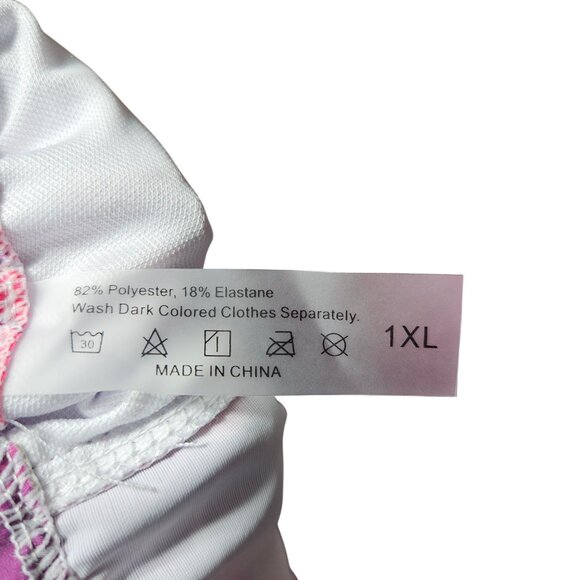 82% Polyester, 18% Elastane
Wash Dark Colored Clothes Separately.
30
1XL
MADE IN CHINA